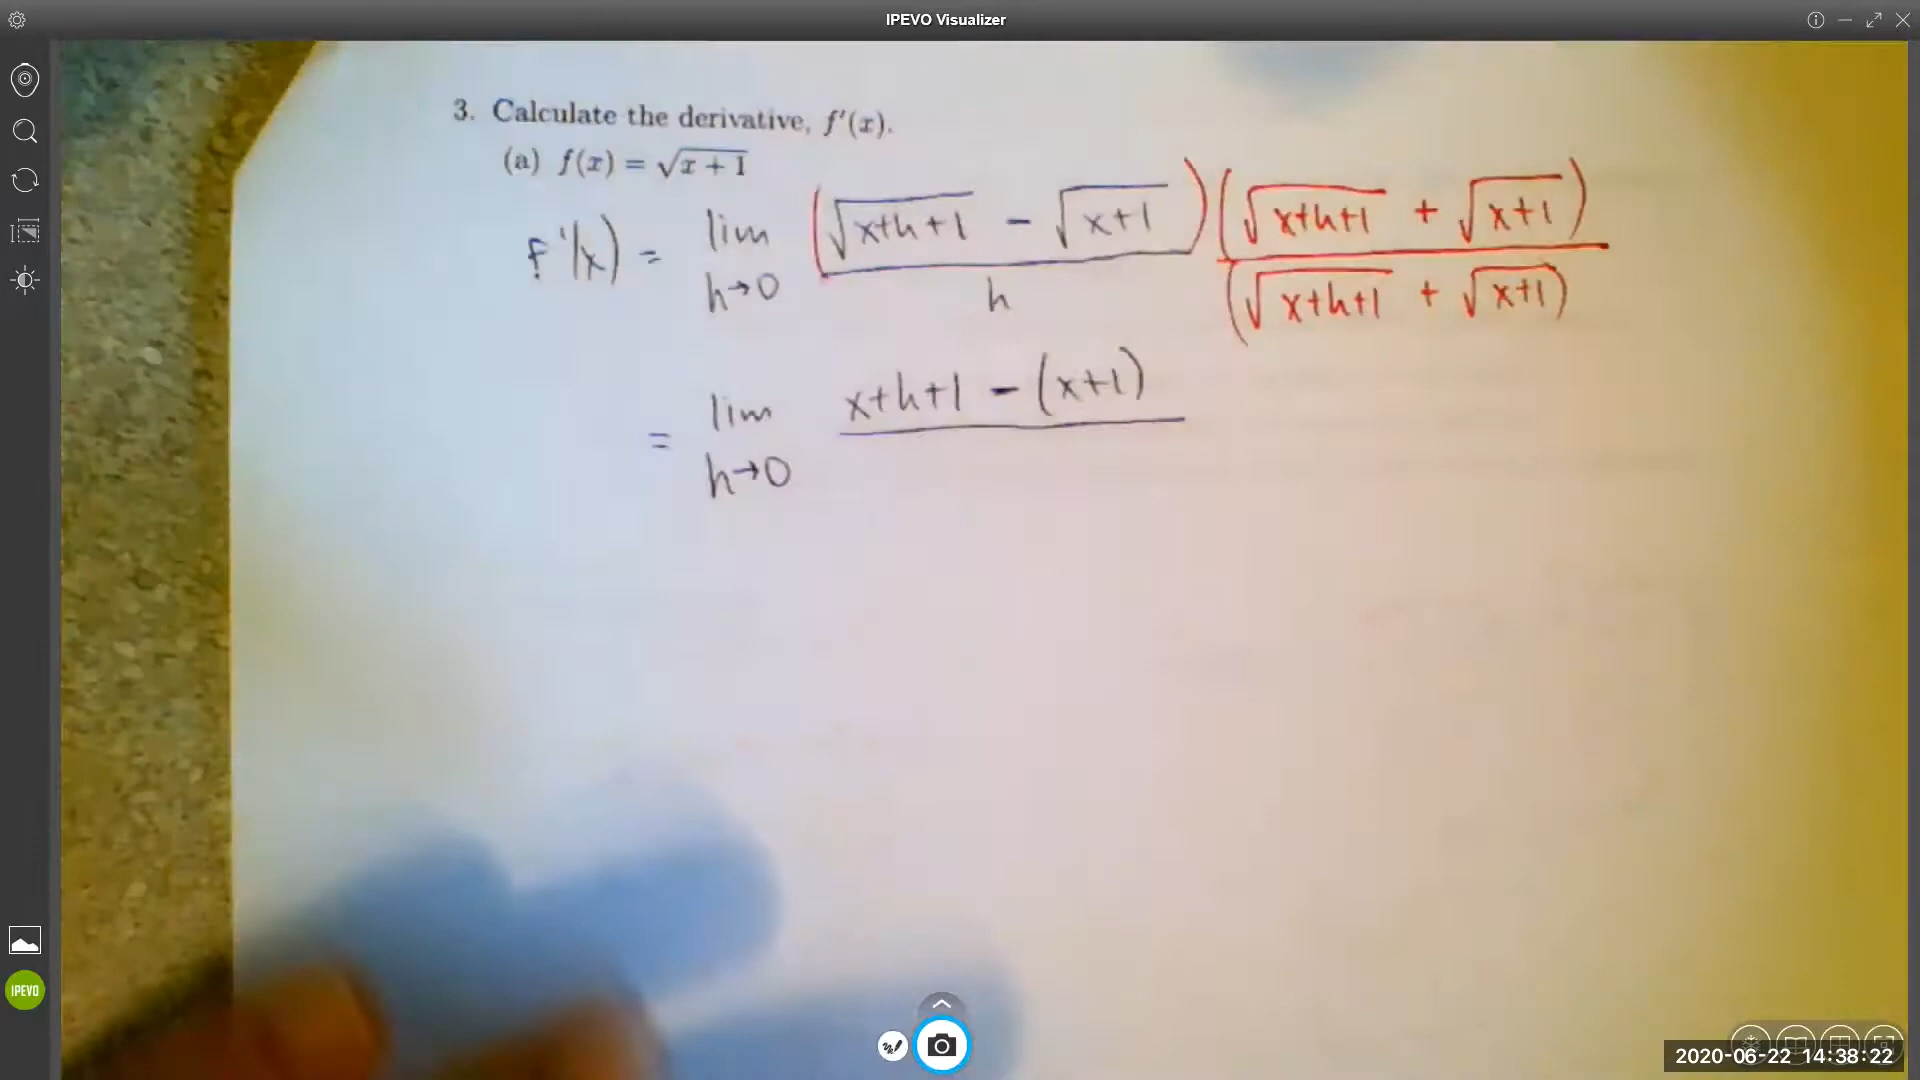 IPEVO Visualizer
3. Calculate the derivative, f'(x).
(a) f(x) = √(x + 1)
f'(x) = lim h→0 (√(x+h+1) - √(x+1))/h (√(x+h+1) + √(x+1))/(√(x+h+1) + √(x+1))
= lim h→0 x+h+1 - (x+1)
IPEVO
2020-06-22 14:38:22